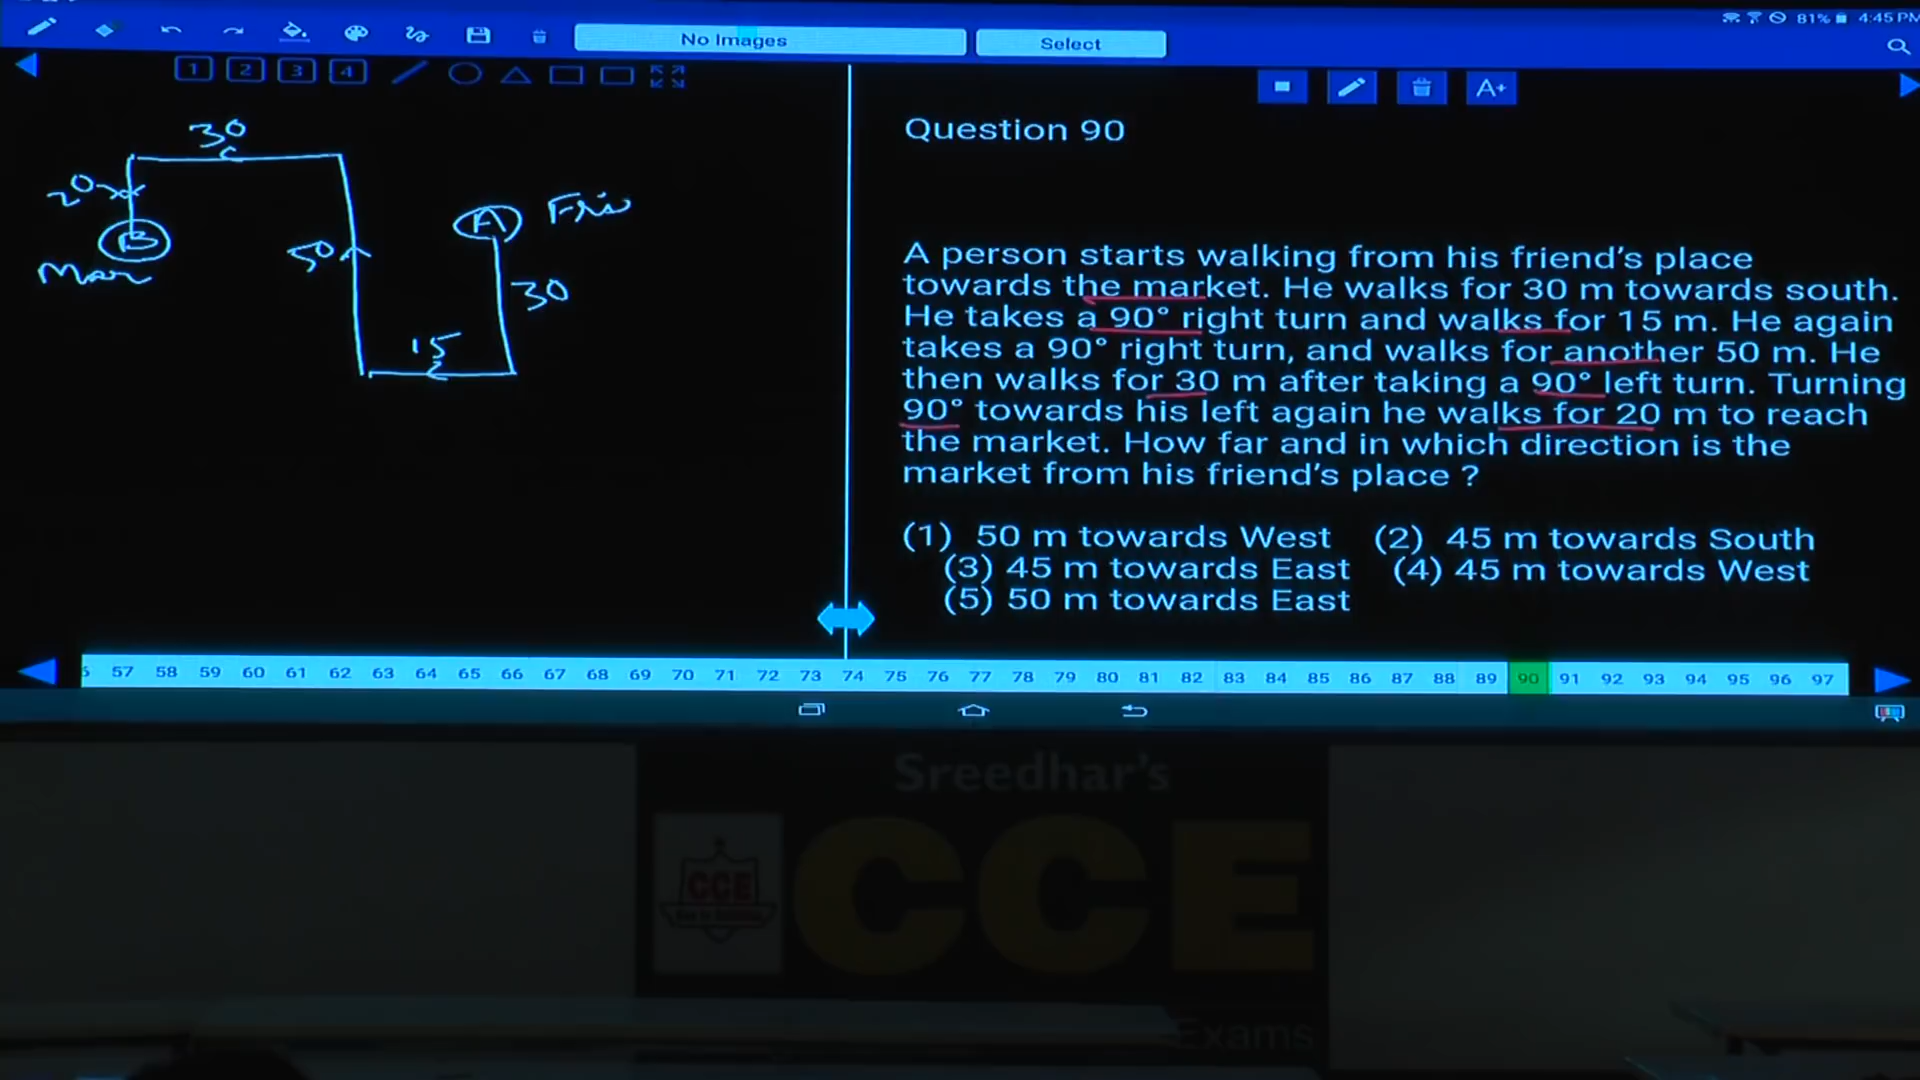 81% 4:45 PM
No Images
Select
1 2 3 4
A+
Question 90
30
20
B
Mar
50
A
Fri
30
15
A person starts walking from his friend's place
towards the market. He walks for 30 m towards south.
He takes a 90° right turn and walks for 15 m. He again
takes a 90° right turn, and walks for another 50 m. He
then walks for 30 m after taking a 90° left turn. Turning
90° towards his left again he walks for 20 m to reach
the market. How far and in which direction is the
market from his friend's place ?
(1) 50 m towards West (2) 45 m towards South
(3) 45 m towards East (4) 45 m towards West
(5) 50 m towards East
57 58 59 60 61 62 63 64 65 66 67 68 69 70 71 72 73 74 75 76 77 78 79 80 81 82 83 84 85 86 87 88 89 90 91 92 93 94 95 96 97
Sreedhar's
CCE
CCE
Exams